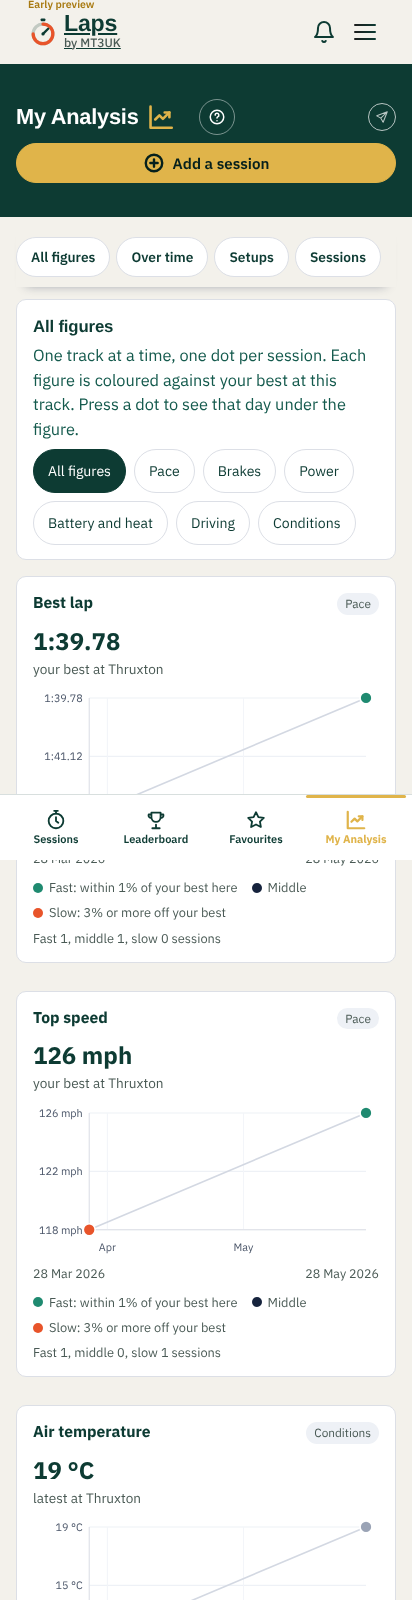 Early preview
Laps
by MT3UK
My Analysis
Add a session
All figures
Over time
Setups
Sessions
All figures
One track at a time, one dot per session. Each
figure is coloured against your best at this
track. Press a dot to see that day under the
figure.
All figures
Pace
Brakes
Power
Battery and heat
Driving
Conditions
Best lap
Pace
1:39.78
your best at Thruxton
1:39.78
1:41.12
Sessions
Leaderboard
Favourites
My Analysis
28 Mar 2026
28 May 2026
Fast: within 1% of your best here
Middle
Slow: 3% or more off your best
Fast 1, middle 1, slow 0 sessions
Top speed
Pace
126 mph
your best at Thruxton
126 mph
122 mph
118 mph
Apr
May
28 Mar 2026
28 May 2026
Fast: within 1% of your best here
Middle
Slow: 3% or more off your best
Fast 1, middle 0, slow 1 sessions
Air temperature
Conditions
19 °C
latest at Thruxton
19 °C
15 °C